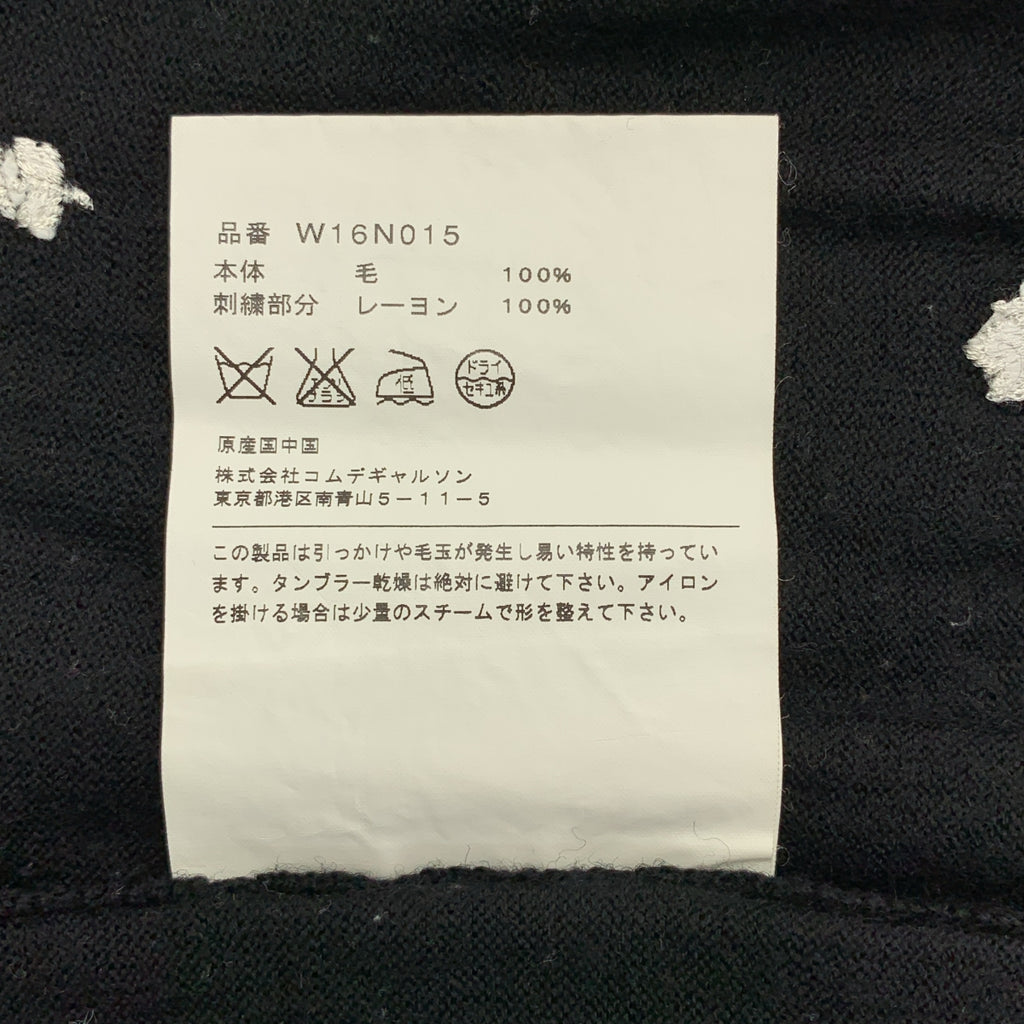 品番 W16N015
本体 毛 100%
刺繍部分 レーヨン 100%
エンソ サラシ 低 ドライ
セキユ系
原産国中国
株式会社コムデギャルソン
東京都港区南青山5-11-5
この製品は引っかけや毛玉が発生し易い特性を持ってい
ます。タンブラー乾燥は絶対に避けて下さい。アイロン
を掛ける場合は少量のスチームで形を整えて下さい。